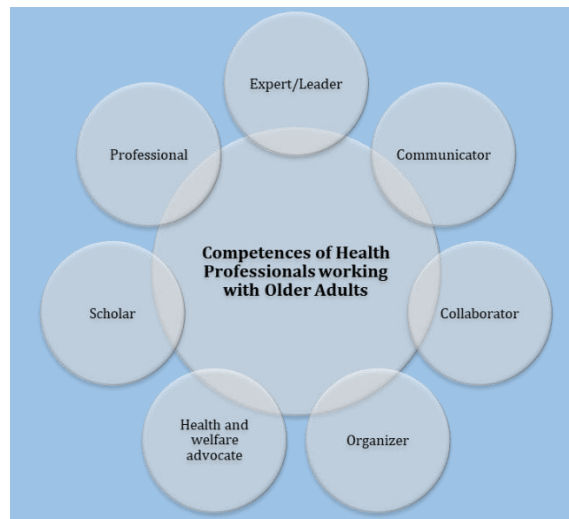 Expert/Leader
Professional
Communicator
Competences of Health
Professionals working
with Older Adults
Scholar
Collaborator
Health and
welfare
advocate
Organizer